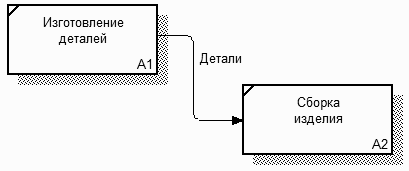 Изготовление
деталей
A1
Детали
Сборка
изделия
A2